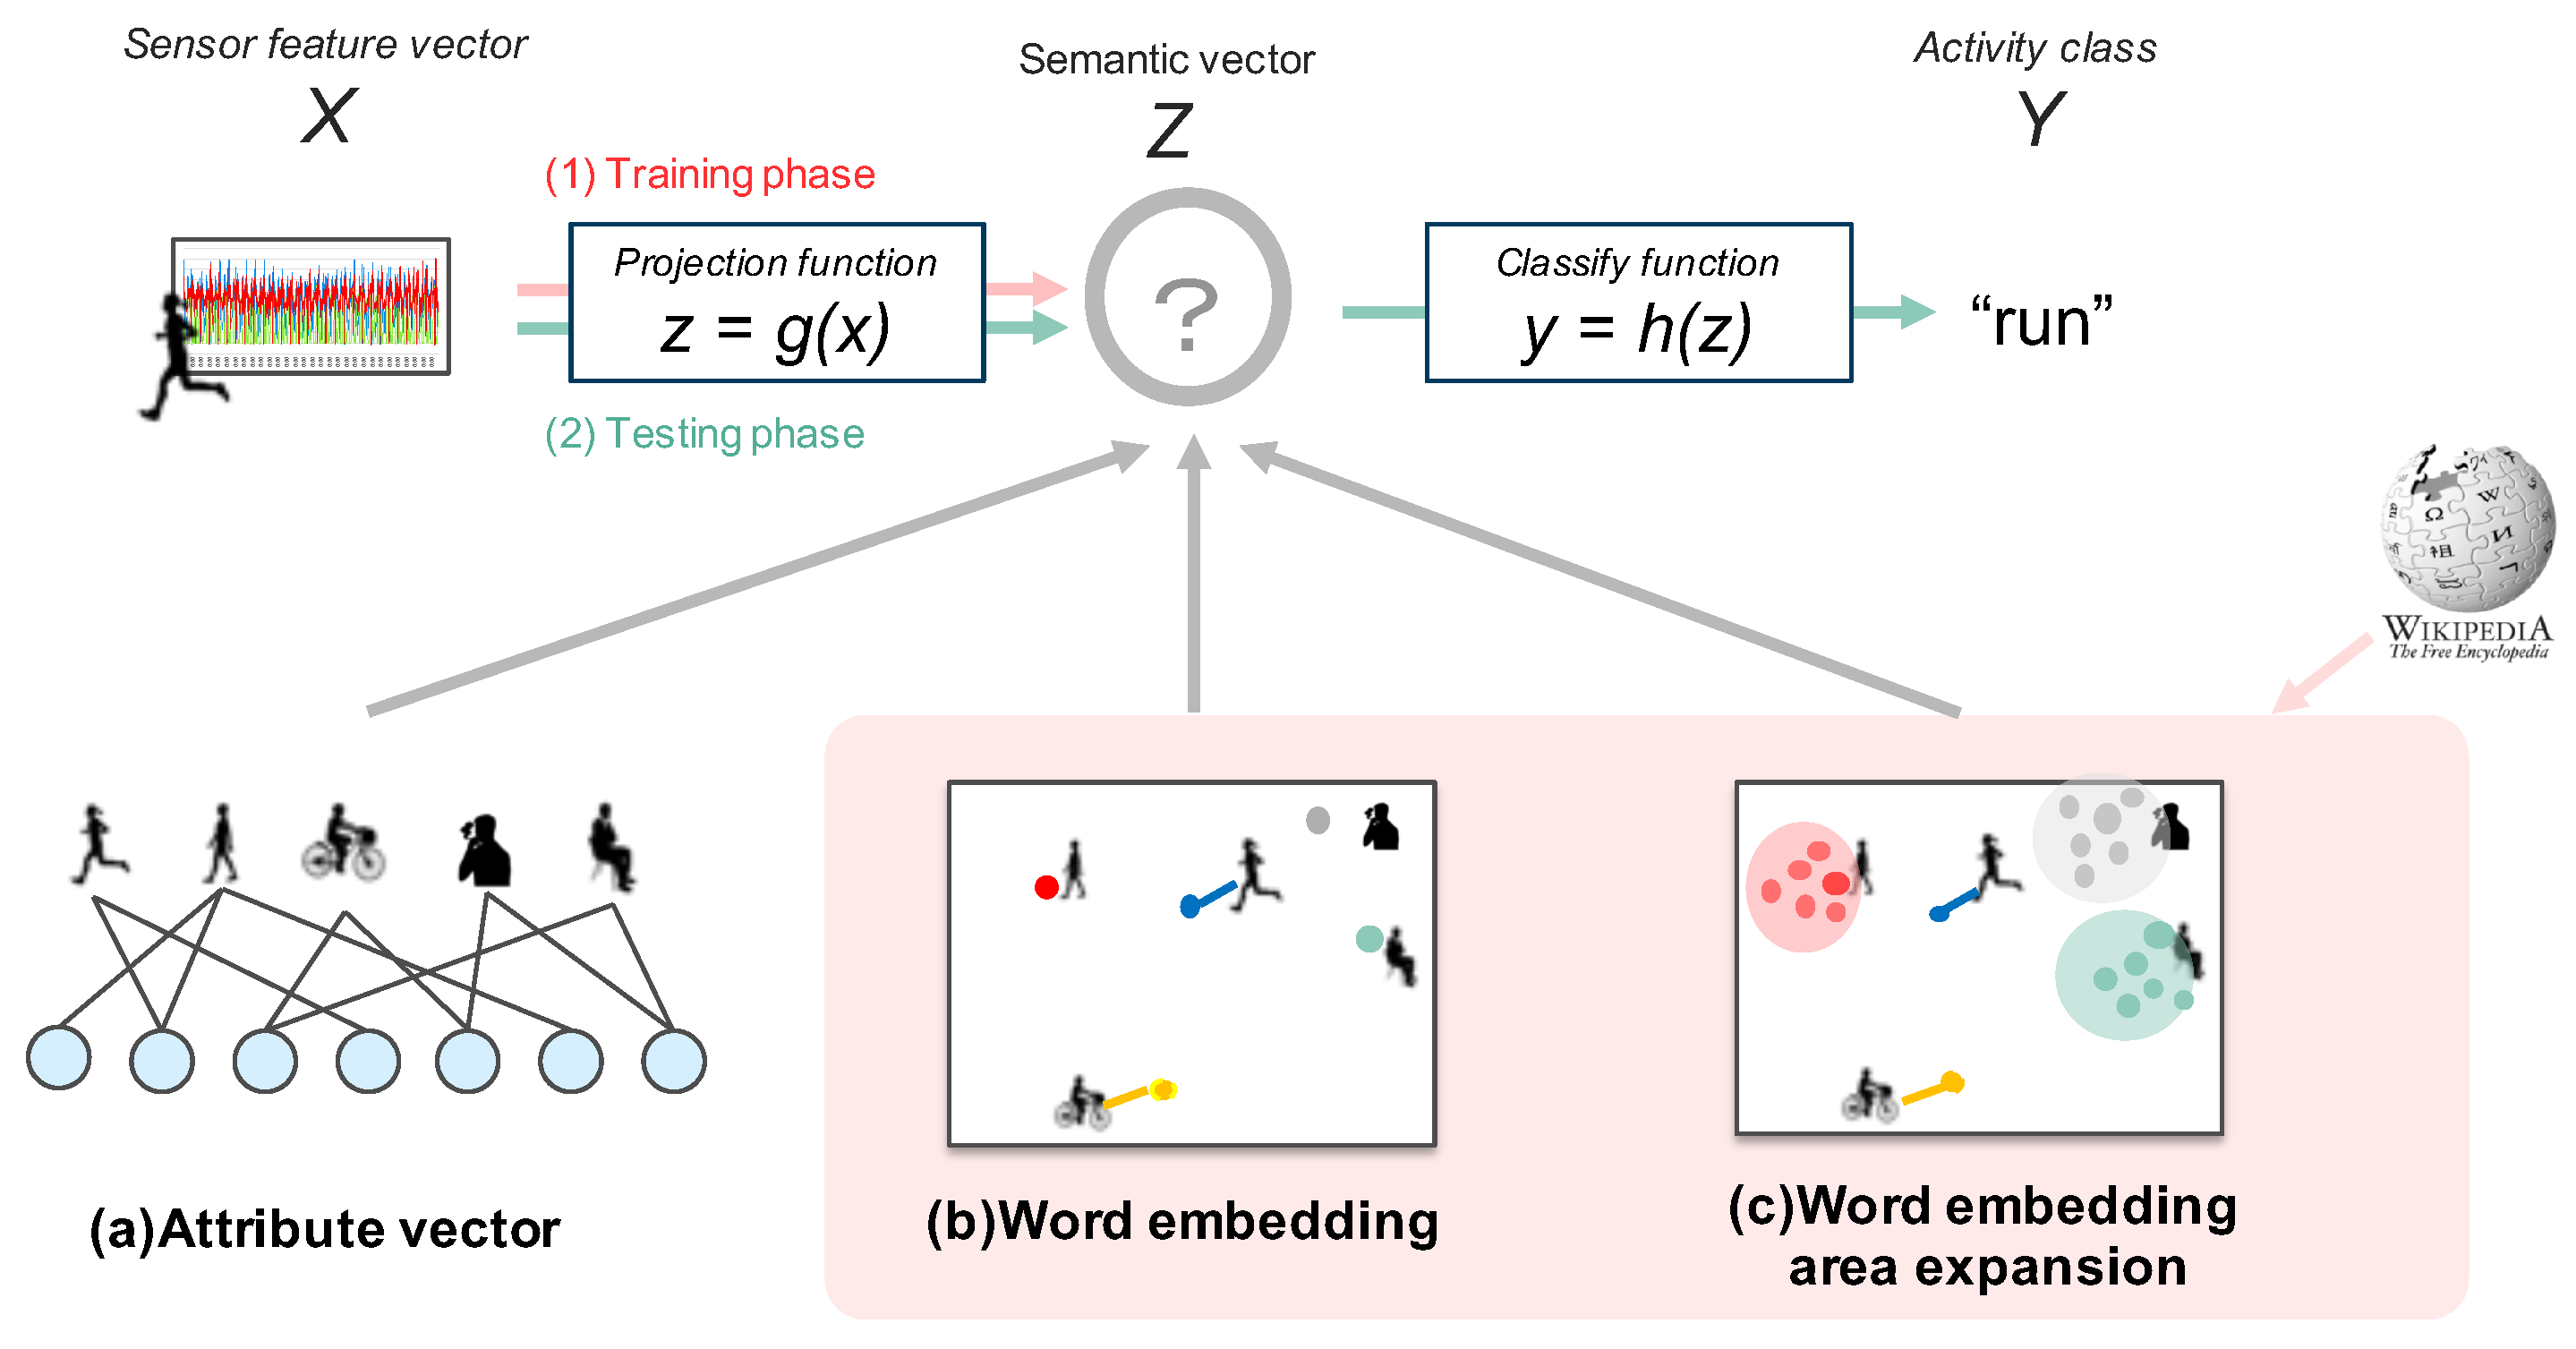 Sensor feature vector
X
Semantic vector
Z
Activity class
Y
(1) Training phase
Projection function
z = g(x)
?
Classify function
y = h(z)
“run”
(2) Testing phase
WIKIPEDIA
The Free Encyclopedia
(a)Attribute vector
(b)Word embedding
(c)Word embedding
area expansion